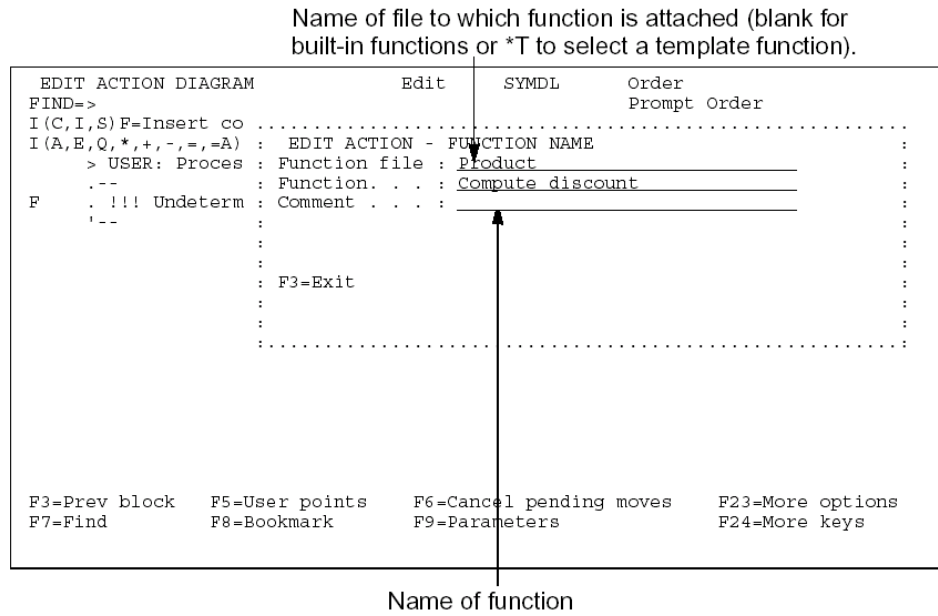 Name of file to which function is attached (blank for
built-in functions or *T to select a template function).
EDIT ACTION DIAGRAM Edit SYMDL Order
FIND=> Prompt Order
I(C,I,S)F=Insert co ............................................
I(A,E,Q,*,+,-,=,=A) : EDIT ACTION - FUNCTION NAME :
> USER: Proces : Function file : Product :
.-- : Function. . . : Compute discount :
F . !!! Undeterm : Comment . . . : :
'-- : :
: :
: :
: F3=Exit :
: :
: :
:...........................................:
F3=Prev block F5=User points F6=Cancel pending moves F23=More options
F7=Find F8=Bookmark F9=Parameters F24=More keys
Name of function